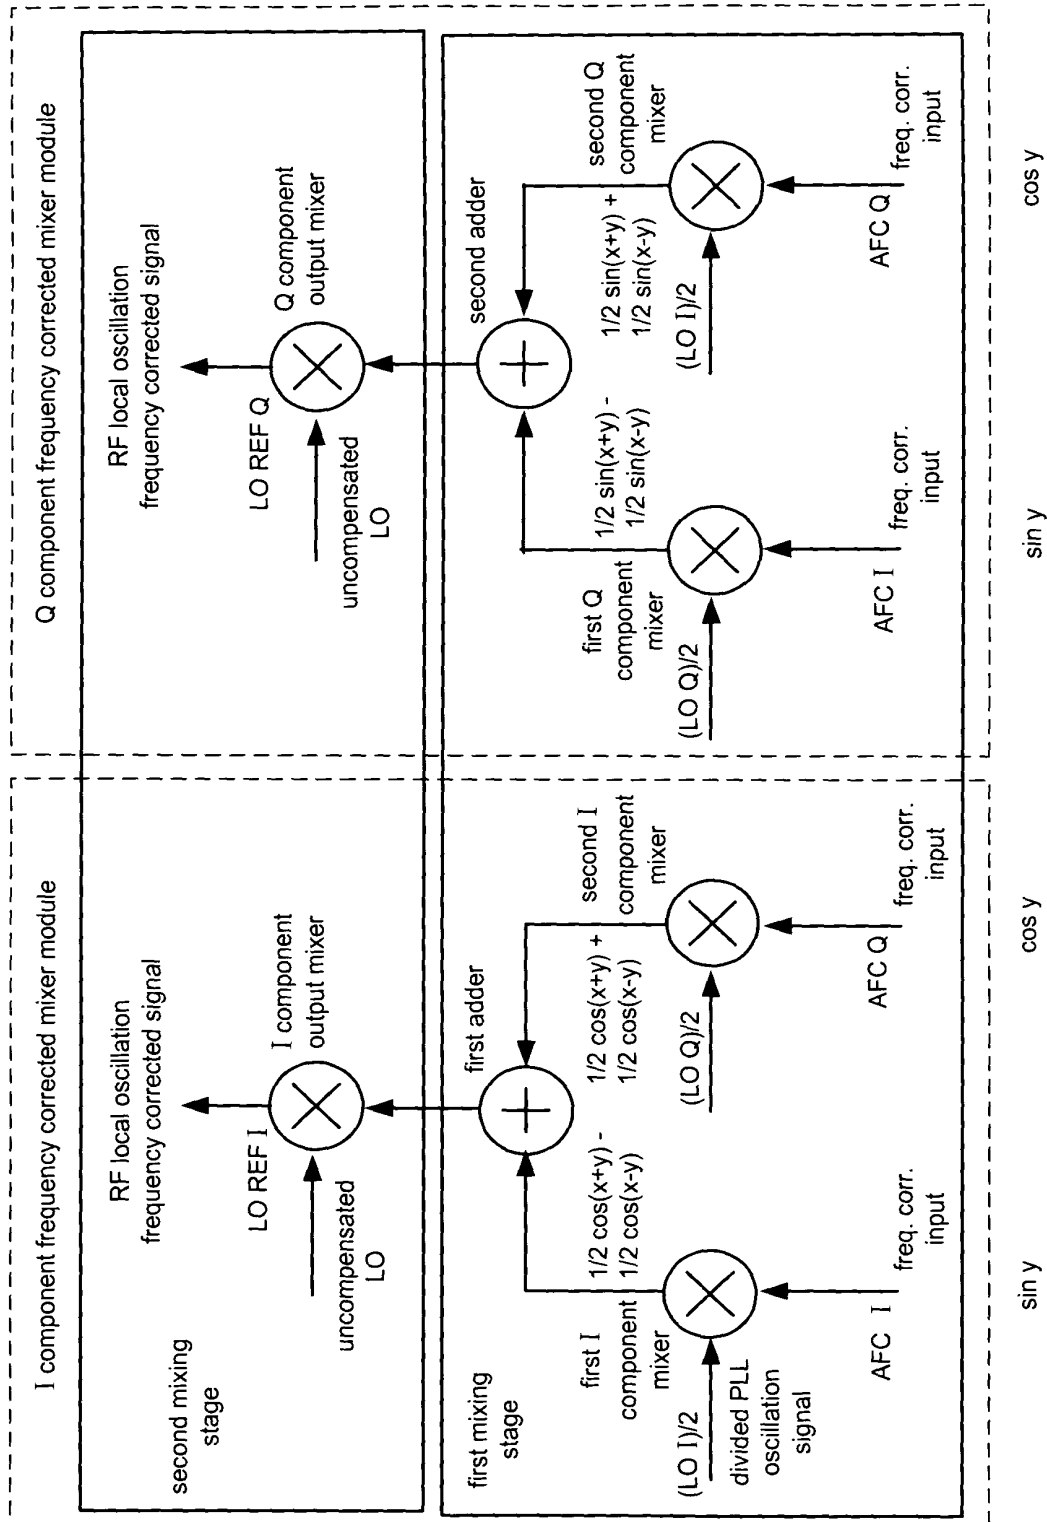 I component frequency corrected mixer module
second mixing
stage
RF local oscillation
frequency corrected signal
LO REF I
I component
output mixer
uncompensated
LO
first mixing
stage
first adder
1/2 cos(x+y) -
1/2 cos(x-y)
1/2 cos(x+y) +
1/2 cos(x-y)
first I
component
mixer
second I
component
mixer
(LO I)/2
divided PLL
oscillation
signal
(LO Q)/2
AFC I
freq. corr.
input
AFC Q
freq. corr.
input
sin y
cos y
Q component frequency corrected mixer module
RF local oscillation
frequency corrected signal
LO REF Q
Q component
output mixer
uncompensated
LO
second adder
1/2 sin(x+y) -
1/2 sin(x-y)
1/2 sin(x+y) +
1/2 sin(x-y)
first Q
component
mixer
second Q
component
mixer
(LO Q)/2
(LO I)/2
AFC I
freq. corr.
input
AFC Q
freq. corr.
input
sin y
cos y